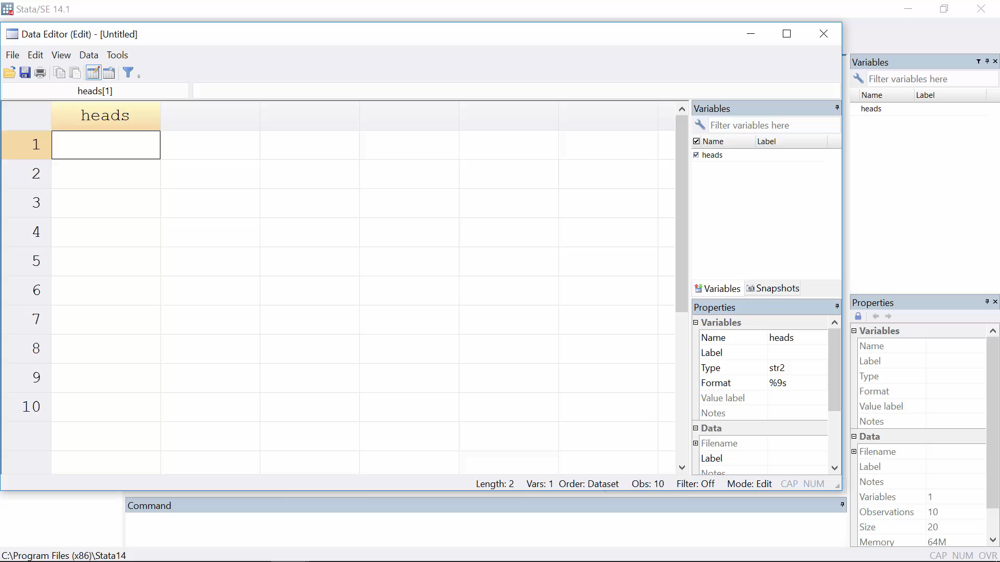 Stata/SE 14.1
Data Editor (Edit) - [Untitled]
File Edit View Data Tools
heads[1]
heads
1
2
3
4
5
6
7
8
9
10
Variables
Filter variables here
Name Label
heads
Variables Snapshots
Properties
Variables
Name heads
Label
Type str2
Format %9s
Value label
Notes
Data
Filename
Label
Notes
Length: 2 Vars: 1 Order: Dataset Obs: 10 Filter: Off Mode: Edit CAP NUM
Variables
Filter variables here
Name Label
heads
Properties
Variables
Name
Label
Type
Format
Value label
Notes
Data
Filename
Label
Notes
Variables 1
Observations 10
Size 20
Memory 64M
Command
C:\Program Files (x86)\Stata14
CAP NUM OVR